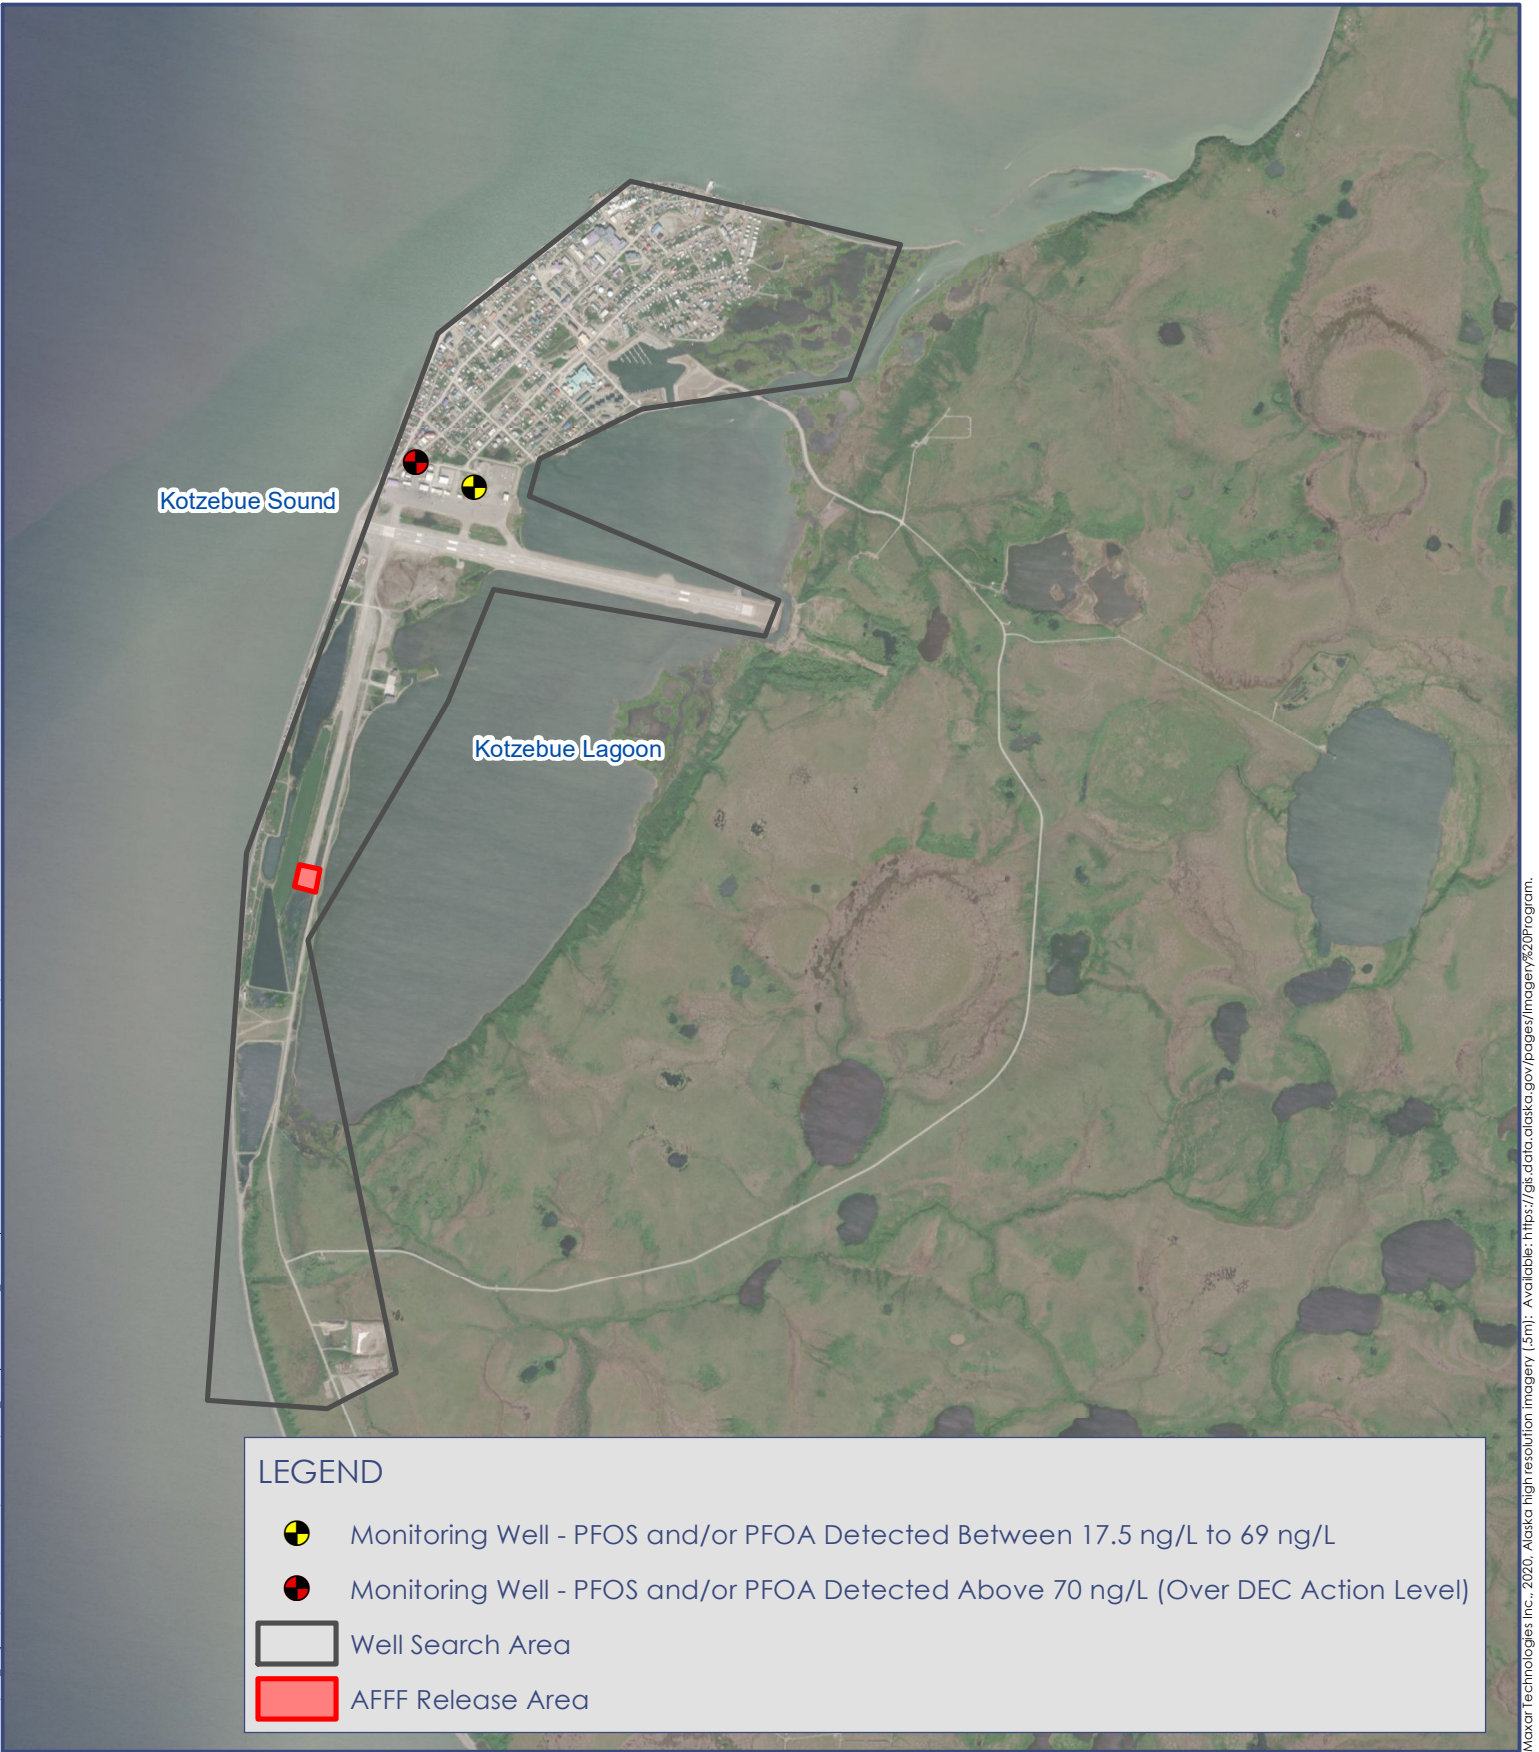 Kotzebue Sound
Kotzebue Lagoon
LEGEND
Monitoring Well - PFOS and/or PFOA Detected Between 17.5 ng/L to 69 ng/L
Monitoring Well - PFOS and/or PFOA Detected Above 70 ng/L (Over DEC Action Level)
Well Search Area
AFFF Release Area
Maxar Technologies Inc., 2020, Alaska high resolution imagery (.5m): Available: https://gis.data.alaska.gov/pages/imagery%20Program.